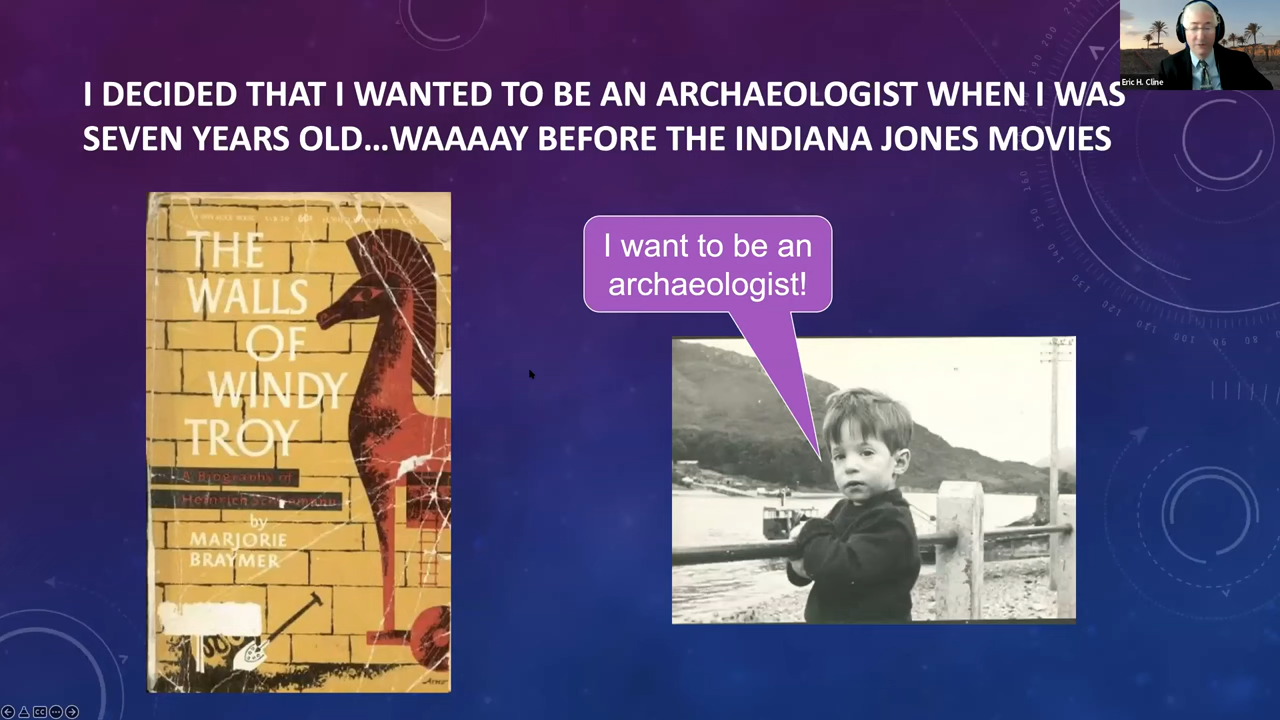 I DECIDED THAT I WANTED TO BE AN ARCHAEOLOGIST WHEN I WAS
SEVEN YEARS OLD...WAAAAY BEFORE THE INDIANA JONES MOVIES
Eric H. Cline
THE
WALLS
OF
WINDY
TROY
A Biography of
Heinrich Schliemann
by
MARJORIE
BRAYMER
60¢
I want to be an
archaeologist!